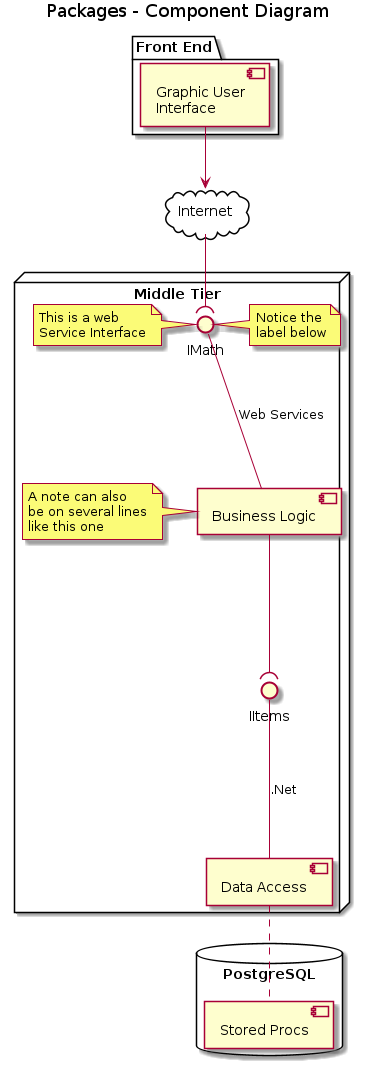 Packages - Component Diagram
Front End
Graphic User
Interface
Internet
Middle Tier
This is a web
Service Interface
Notice the
label below
IMath
Web Services
A note can also
be on several lines
like this one
Business Logic
IItems
.Net
Data Access
PostgreSQL
Stored Procs